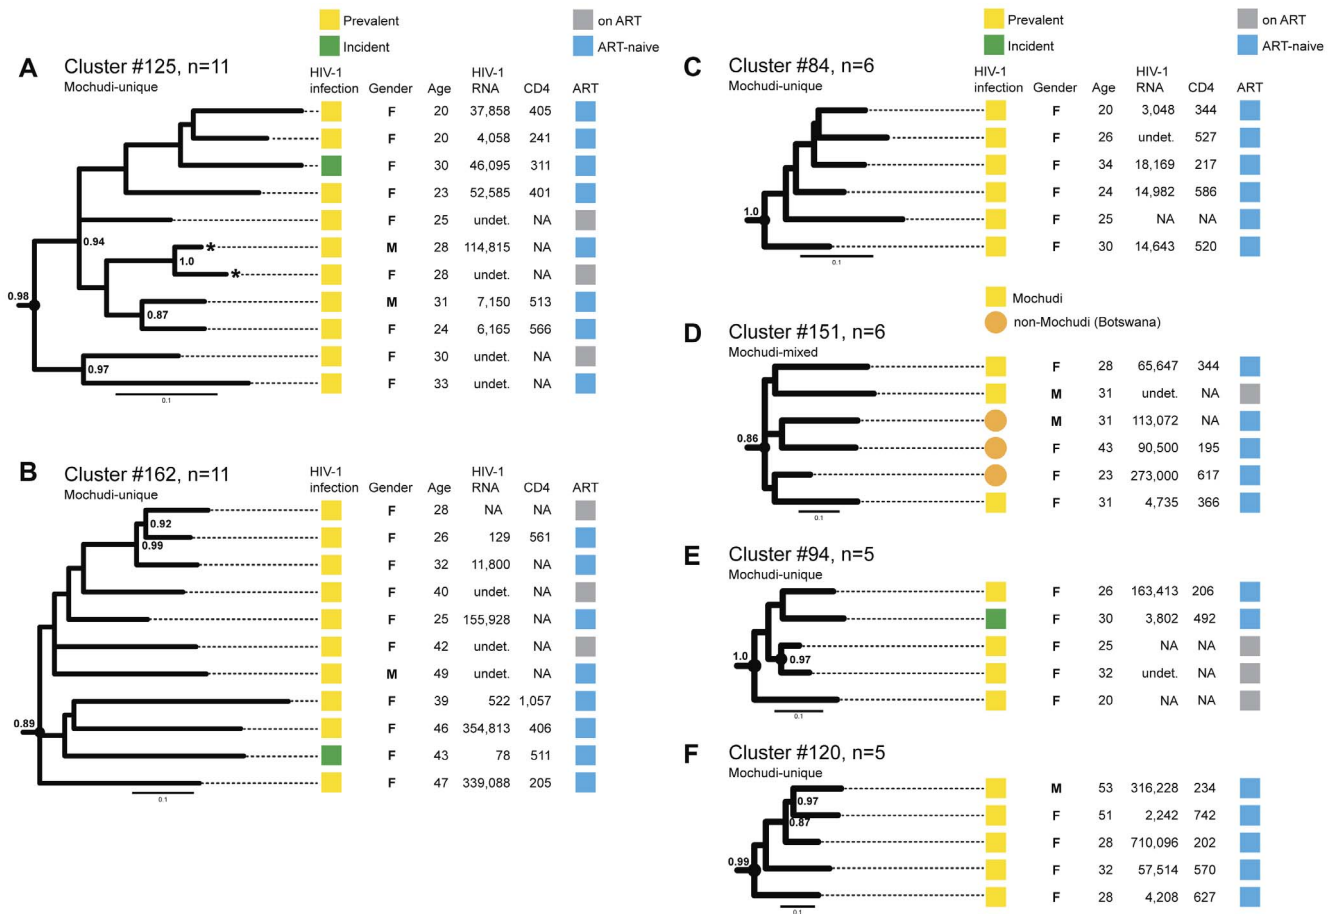 Prevalent
Incident
on ART
ART-naive
A Cluster #125, n=11
Mochudi-unique
HIV-1 infection Gender Age HIV-1 RNA CD4 ART
F 20 37,858 405
F 20 4,058 241
F 30 46,095 311
F 23 52,585 401
F 25 undet. NA
0.94
M 28 114,815 NA
*
1.0
F 28 undet. NA
*
0.98
M 31 7,150 513
0.87
F 24 6,165 566
F 30 undet. NA
0.97
F 33 undet. NA
0.1
B Cluster #162, n=11
Mochudi-unique
HIV-1 infection Gender Age HIV-1 RNA CD4 ART
F 28 NA NA
0.92
F 26 129 561
0.99
F 32 11,800 NA
F 40 undet. NA
F 25 155,928 NA
F 42 undet. NA
M 49 undet. NA
F 39 522 1,057
0.89
F 46 354,813 406
F 43 78 511
F 47 339,088 205
0.1
Prevalent
Incident
on ART
ART-naive
C Cluster #84, n=6
Mochudi-unique
HIV-1 infection Gender Age HIV-1 RNA CD4 ART
F 20 3,048 344
F 26 undet. 527
F 34 18,169 217
F 24 14,982 586
1.0
F 25 NA NA
F 30 14,643 520
0.1
Mochudi
non-Mochudi (Botswana)
D Cluster #151, n=6
Mochudi-mixed
F 28 65,647 344
M 31 undet. NA
M 31 113,072 NA
0.86
F 43 90,500 195
F 23 273,000 617
F 31 4,735 366
0.1
E Cluster #94, n=5
Mochudi-unique
F 26 163,413 206
F 30 3,802 492
F 25 NA NA
1.0
0.97
F 32 undet. NA
F 20 NA NA
0.1
F Cluster #120, n=5
Mochudi-unique
M 53 316,228 234
0.97
F 51 2,242 742
0.87
F 28 710,096 202
0.99
F 32 57,514 570
F 28 4,208 627
0.1